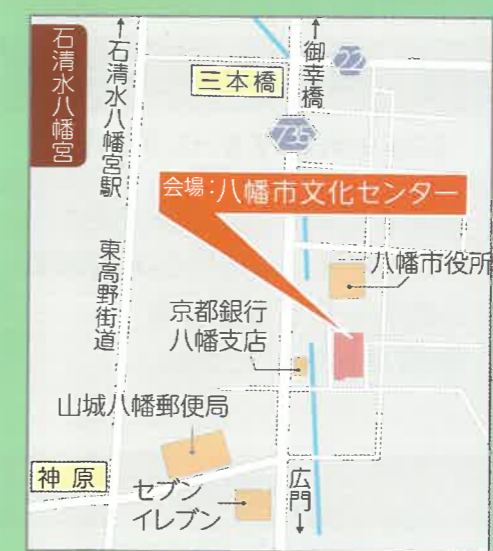 石清水八幡宮
↑石清水八幡宮駅
↑御幸橋
22
三本橋
735
会場:八幡市文化センター
東高野街道
八幡市役所
京都銀行
八幡支店
山城八幡郵便局
神原
セブン
イレブン
広門↓